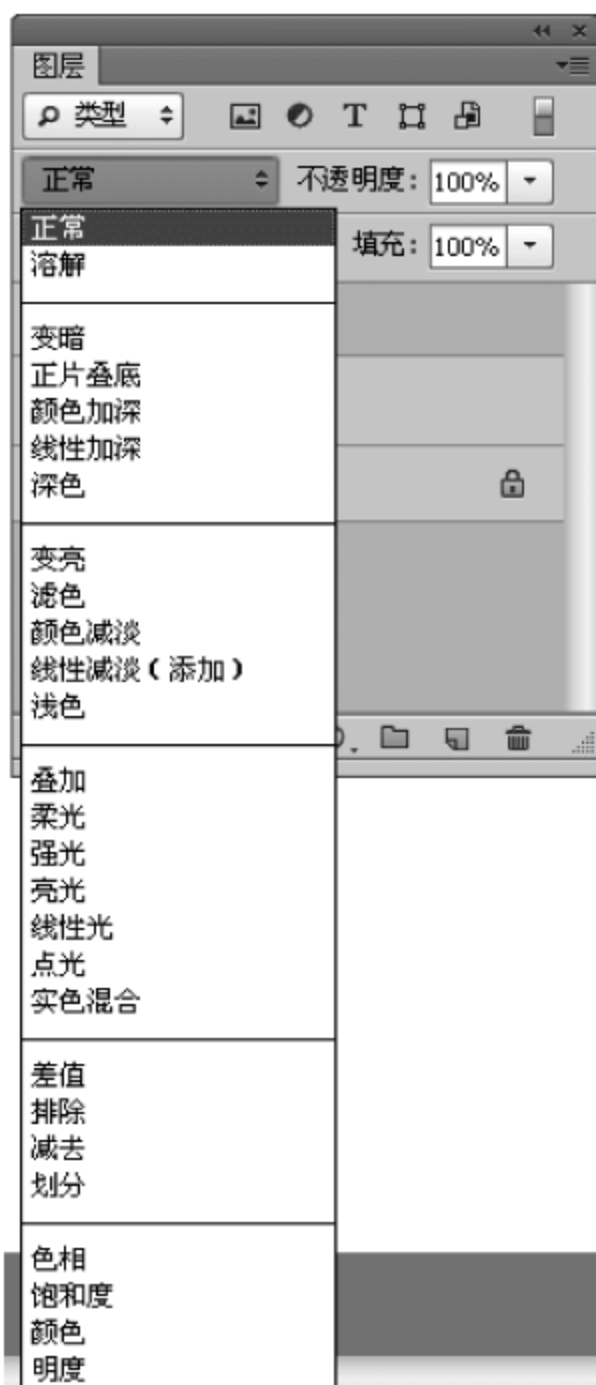 图层
类型 T
正常 不透明度：100%
正常 填充：100%
溶解
变暗
正片叠底
颜色加深
线性加深
深色
变亮
滤色
颜色减淡
线性减淡（添加）
浅色
叠加
柔光
强光
亮光
线性光
点光
实色混合
差值
排除
减去
划分
色相
饱和度
颜色
明度